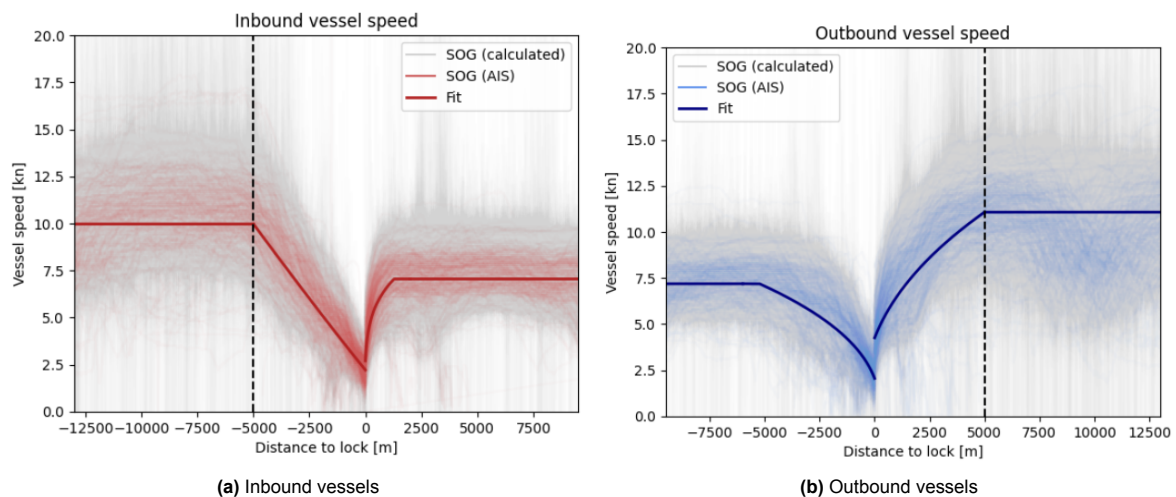 Inbound vessel speed
20.0
17.5
15.0
12.5
10.0
7.5
5.0
2.5
0.0
Vessel speed [kn]
SOG (calculated)
SOG (AIS)
Fit
−12500 −10000 −7500 −5000 −2500 0 2500 5000 7500
Distance to lock [m]
(a) Inbound vessels
Outbound vessel speed
20.0
17.5
15.0
12.5
10.0
7.5
5.0
2.5
0.0
Vessel speed [kn]
SOG (calculated)
SOG (AIS)
Fit
−7500 −5000 −2500 0 2500 5000 7500 10000 12500
Distance to lock [m]
(b) Outbound vessels